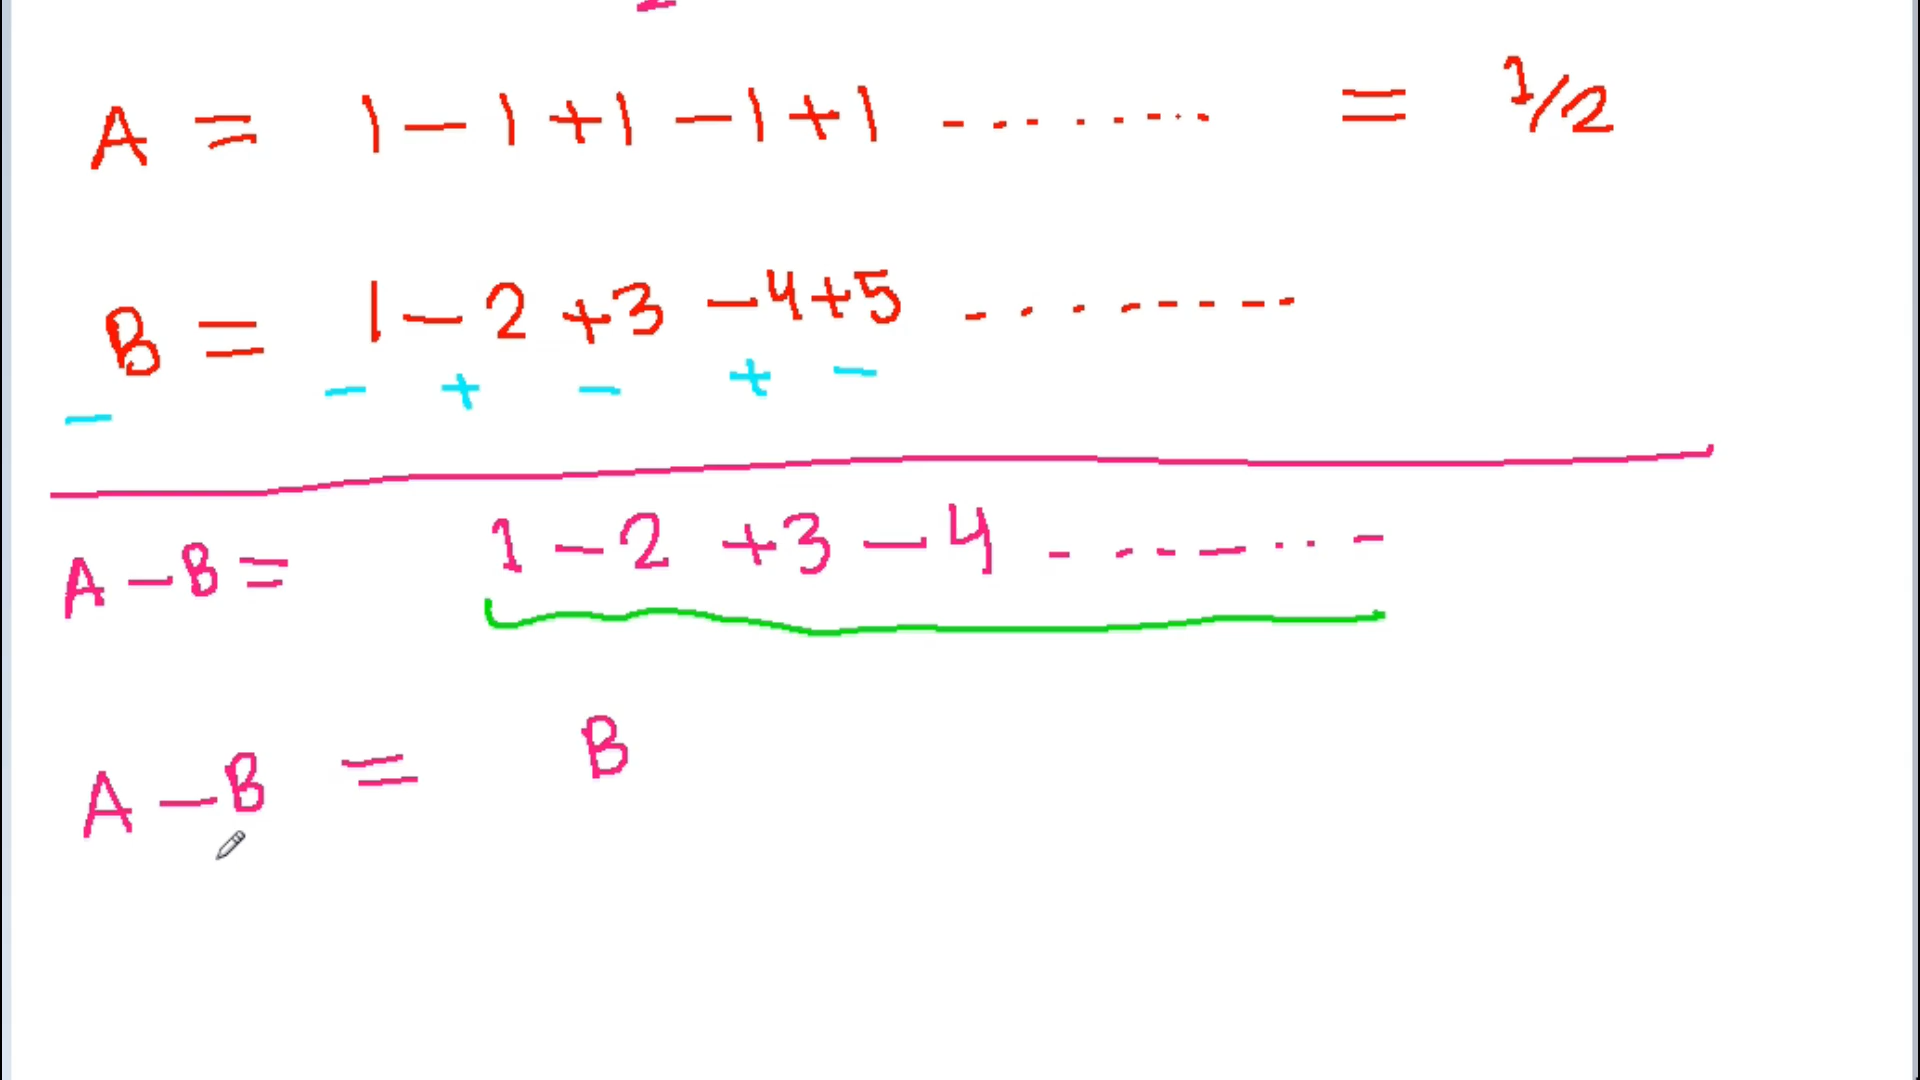 A = 1 - 1 + 1 - 1 + 1 -........ = 1/2
B = 1 - 2 + 3 - 4 + 5 -........
- - + - + -
A - B = 1 - 2 + 3 - 4 -........
A - B = B